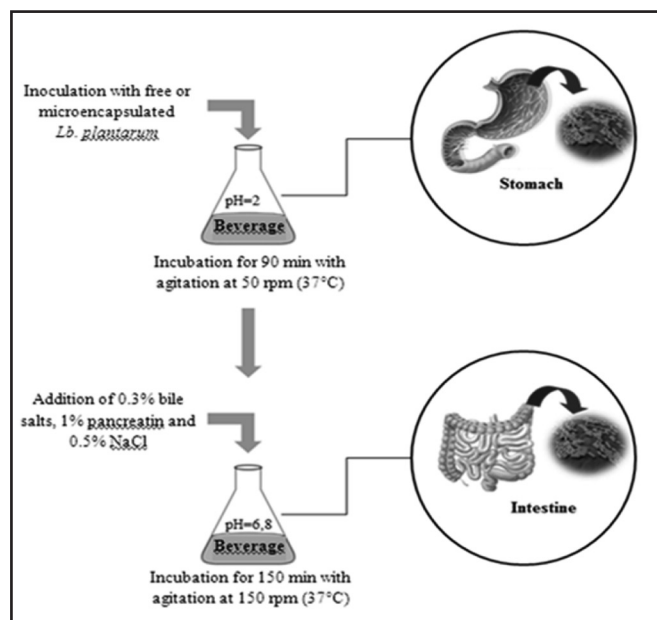 Inoculation with free or
microencapsulated
Lb. plantarum
pH=2
Beverage
Stomach
Incubation for 90 min with
agitation at 50 rpm (37°C)
Addition of 0.3% bile
salts, 1% pancreatin and
0.5% NaCl
pH=6,8
Beverage
Intestine
Incubation for 150 min with
agitation at 150 rpm (37°C)